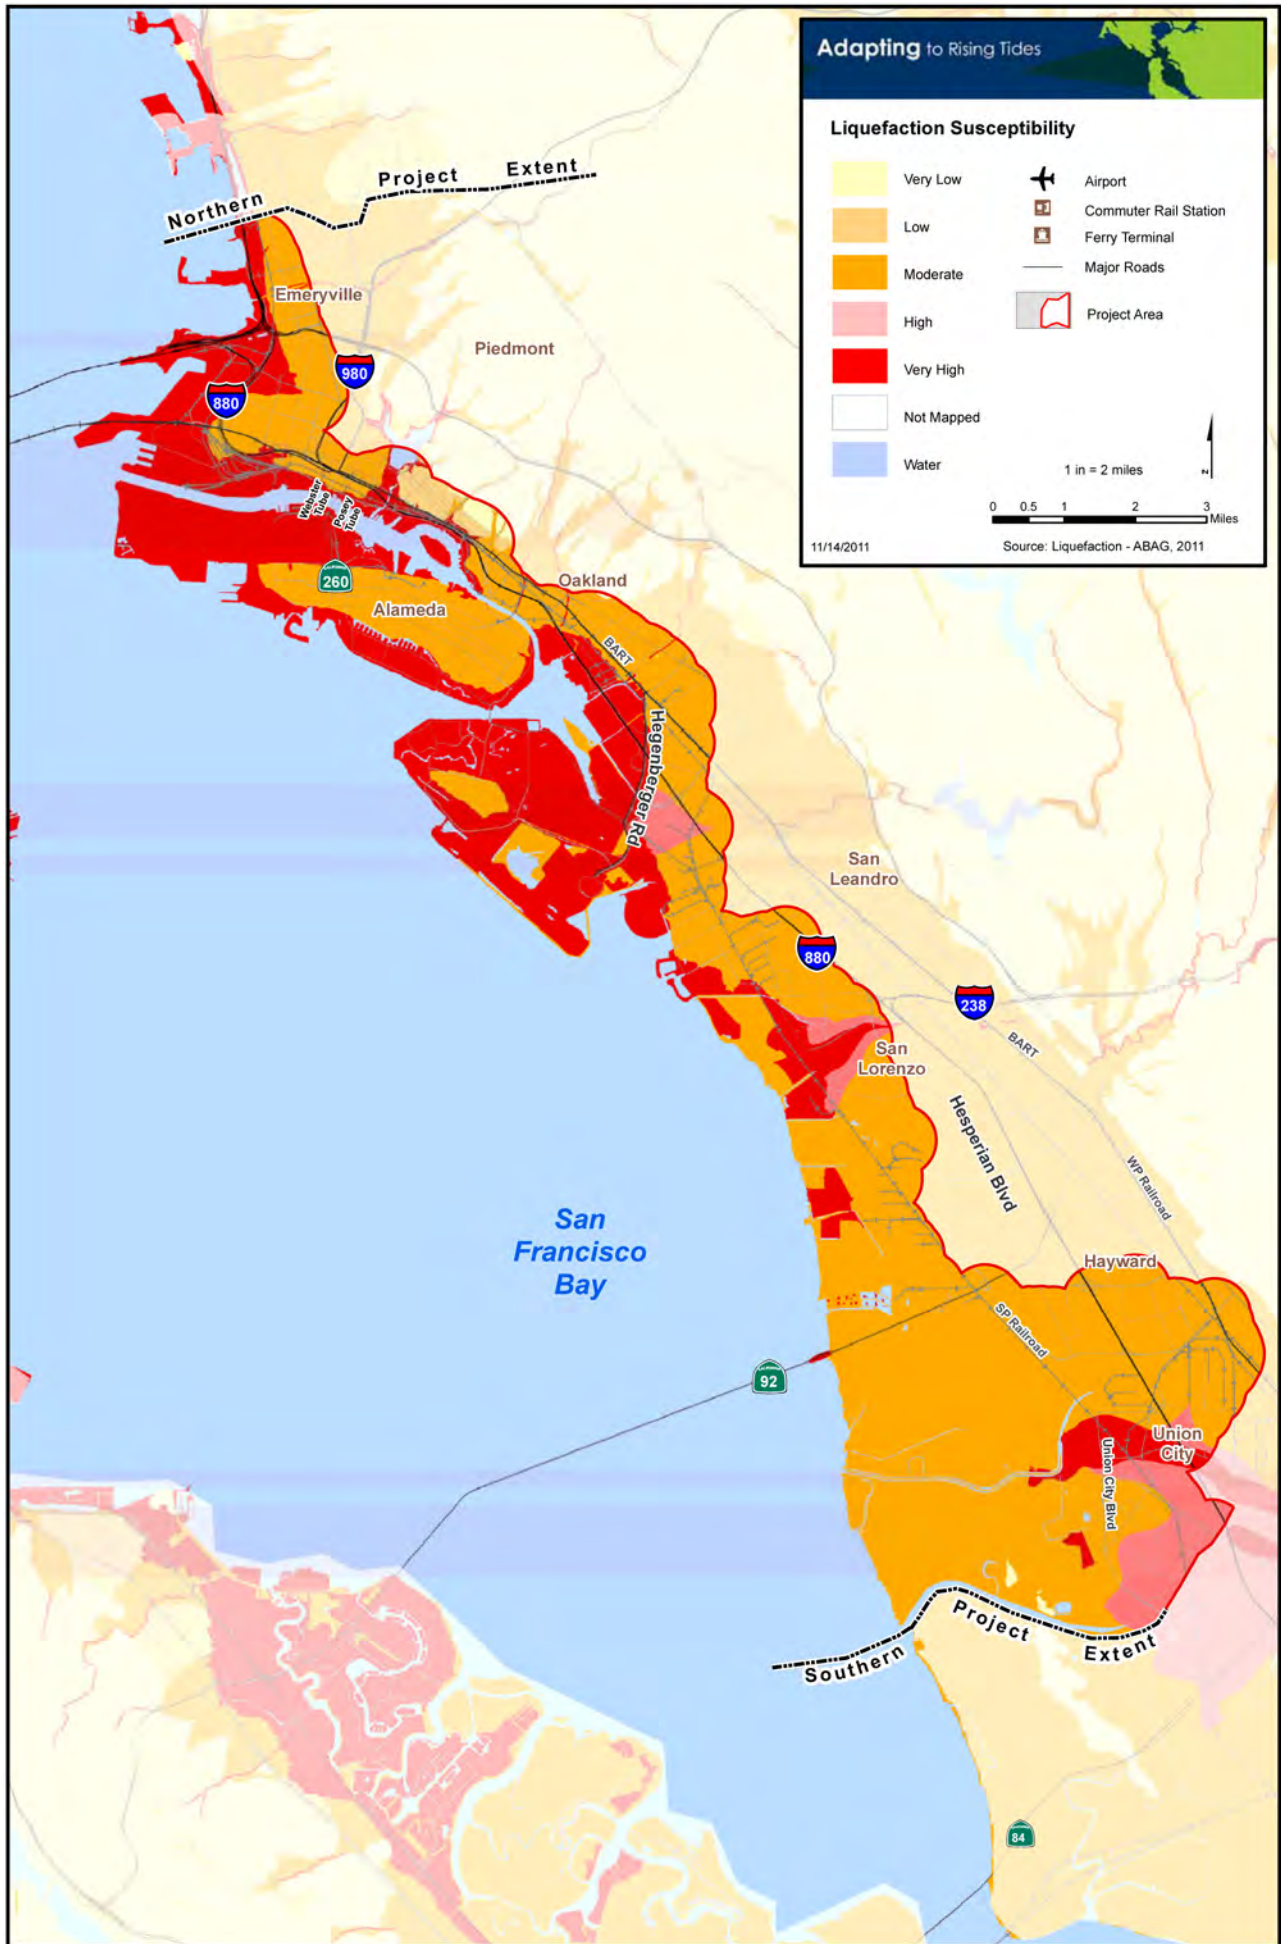 Adapting to Rising Tides
Liquefaction Susceptibility
Very Low
Low
Moderate
High
Very High
Not Mapped
Water
Airport
Commuter Rail Station
Ferry Terminal
Major Roads
Project Area
N
1 in = 2 miles
0 0.5 1 2 3
Miles
11/14/2011
Source: Liquefaction - ABAG, 2011
Northern Project Extent
Emeryville
Piedmont
980
880
Webster
Tube
Posey
Tube
CALIFORNIA
260
Oakland
Alameda
BART
Hegenberger Rd
San
Leandro
880
238
BART
San
Lorenzo
Hesperian Blvd
WP Railroad
San
Francisco
Bay
Hayward
SP Railroad
CALIFORNIA
92
Union
City
Union City Blvd
Southern Project Extent
CALIFORNIA
84